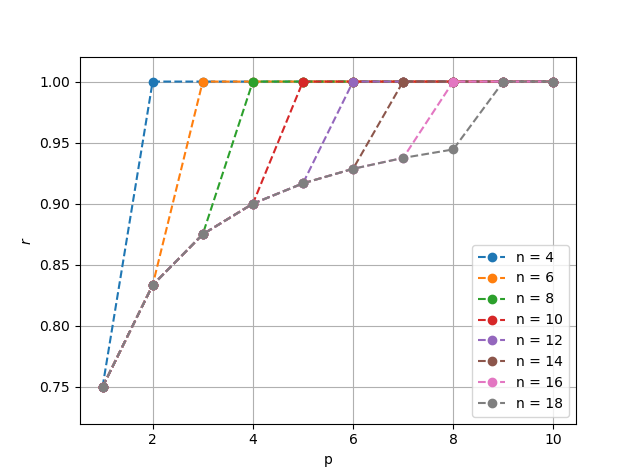 1.00
0.95
0.90
0.85
0.80
0.75
r
2 4 6 8 10
p
n = 4
n = 6
n = 8
n = 10
n = 12
n = 14
n = 16
n = 18